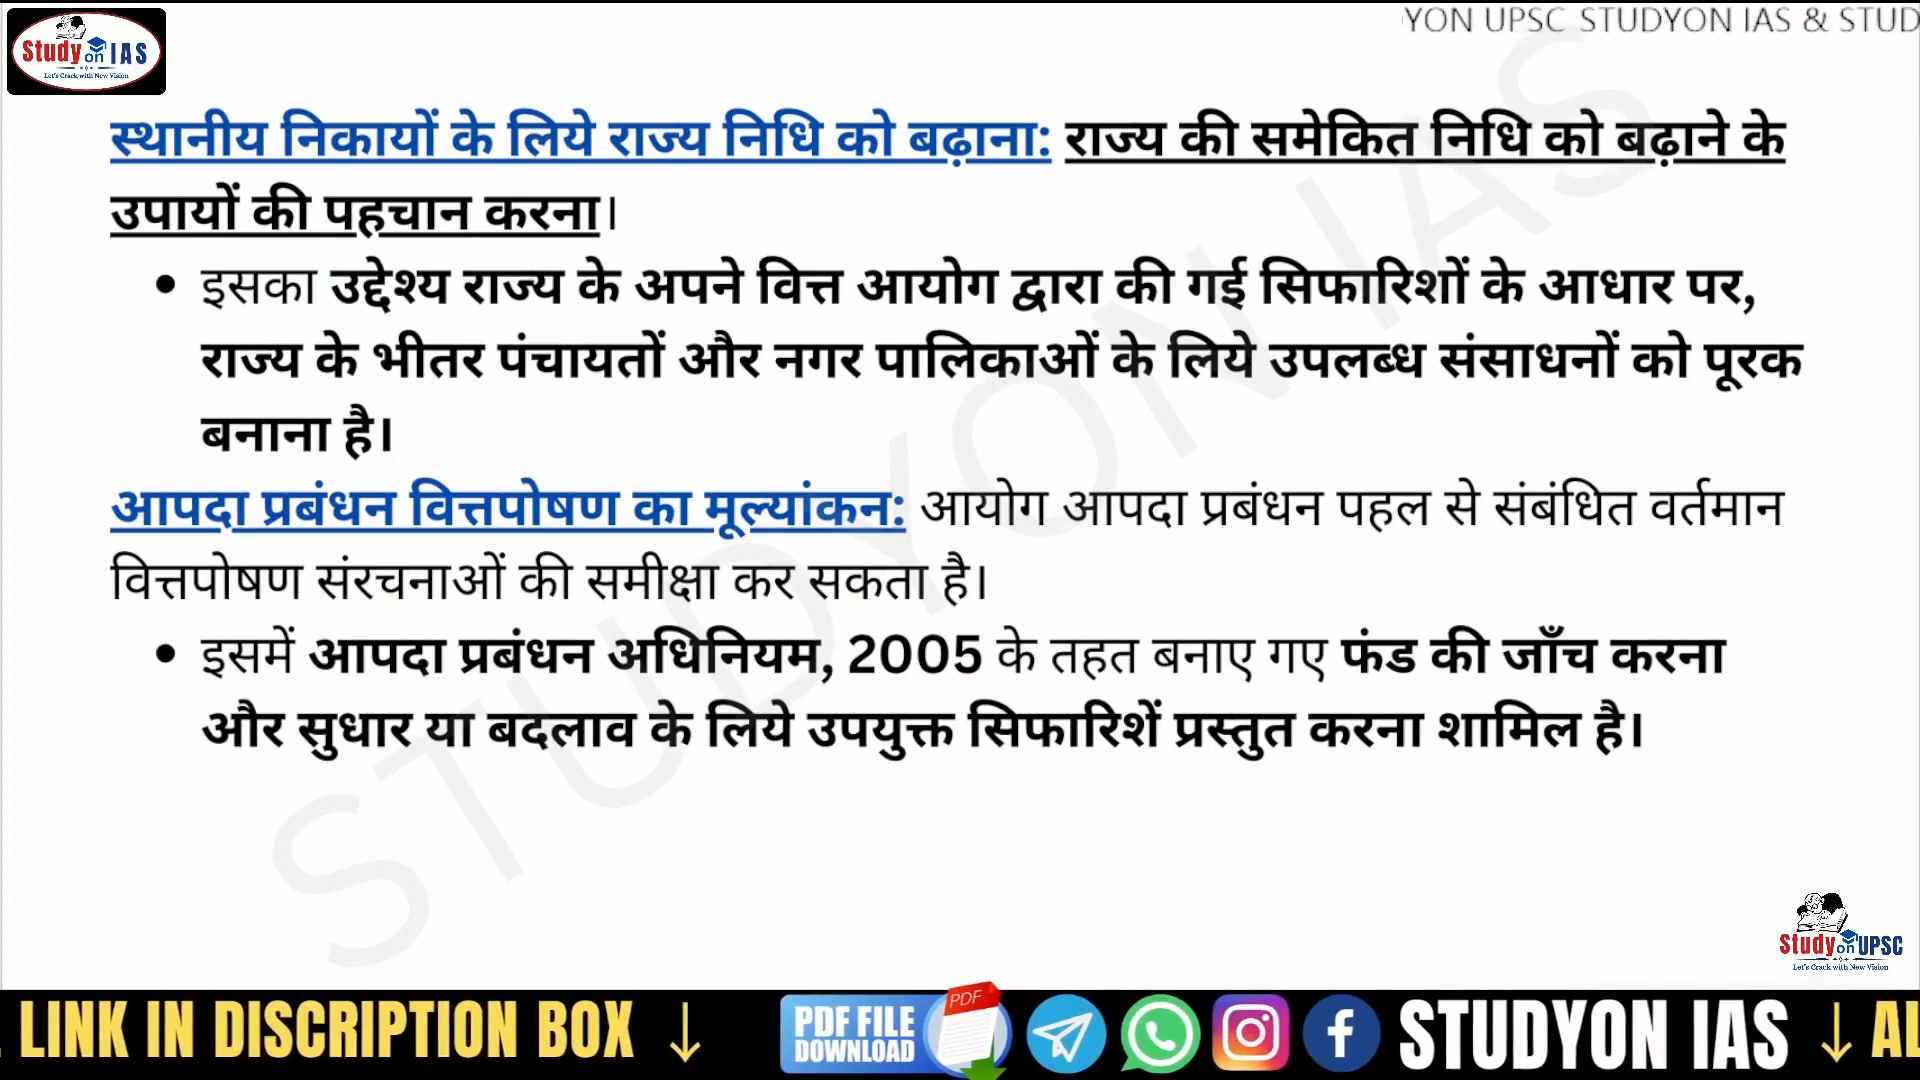 Study on IAS
Let's Crack with New Vision
YON UPSC STUDYON IAS & STUD
स्थानीय निकायों के लिये राज्य निधि को बढ़ाना: राज्य की समेकित निधि को बढ़ाने के
उपायों की पहचान करना।
• इसका उद्देश्य राज्य के अपने वित्त आयोग द्वारा की गई सिफारिशों के आधार पर,
राज्य के भीतर पंचायतों और नगर पालिकाओं के लिये उपलब्ध संसाधनों को पूरक
बनाना है।
आपदा प्रबंधन वित्तपोषण का मूल्यांकन: आयोग आपदा प्रबंधन पहल से संबंधित वर्तमान
वित्तपोषण संरचनाओं की समीक्षा कर सकता है।
• इसमें आपदा प्रबंधन अधिनियम, 2005 के तहत बनाए गए फंड की जाँच करना
और सुधार या बदलाव के लिये उपयुक्त सिफारिशें प्रस्तुत करना शामिल है।
STUDYON IAS
Study on UPSC
Let's Crack with New Vision
LINK IN DISCRIPTION BOX ↓
PDF FILE
DOWNLOAD
PDF
STUDYON IAS ↓ AL